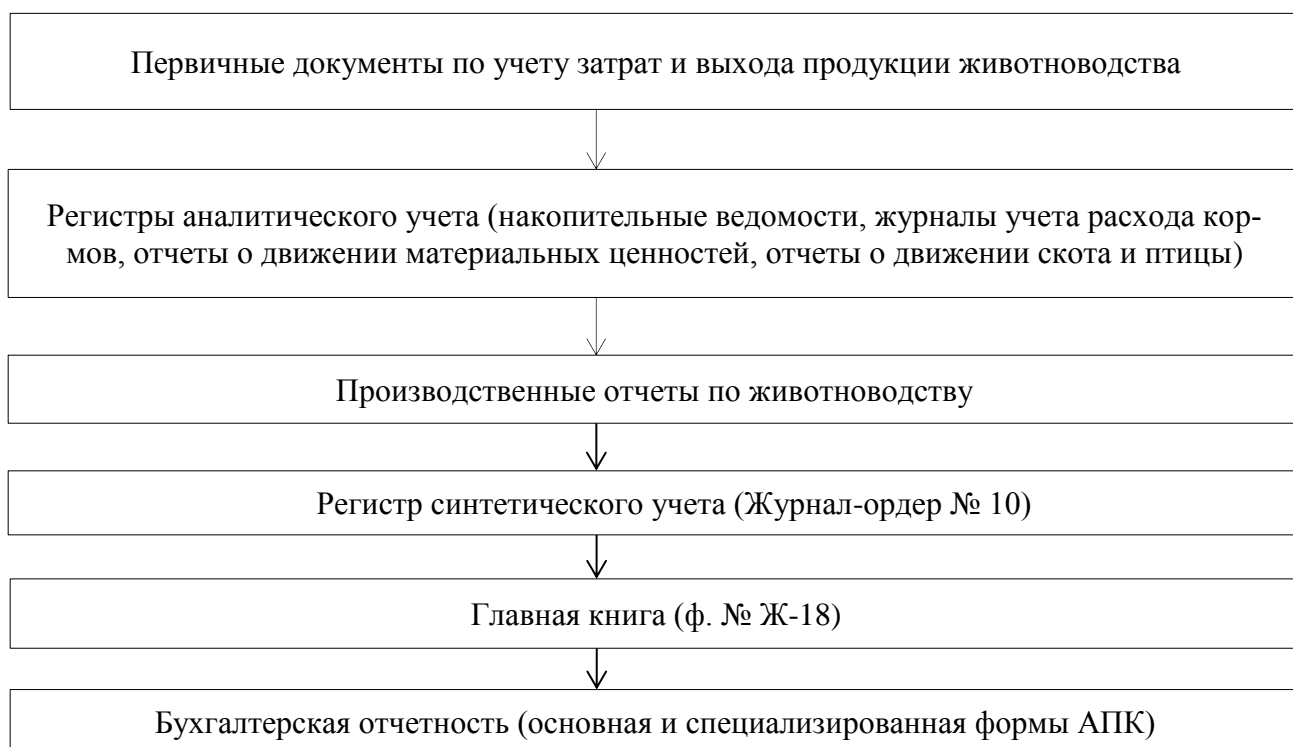 Первичные документы по учету затрат и выхода продукции животноводства
Регистры аналитического учета (накопительные ведомости, журналы учета расхода кор-
мов, отчеты о движении материальных ценностей, отчеты о движении скота и птицы)
Производственные отчеты по животноводству
Регистр синтетического учета (Журнал-ордер № 10)
Главная книга (ф. № Ж-18)
Бухгалтерская отчетность (основная и специализированная формы АПК)